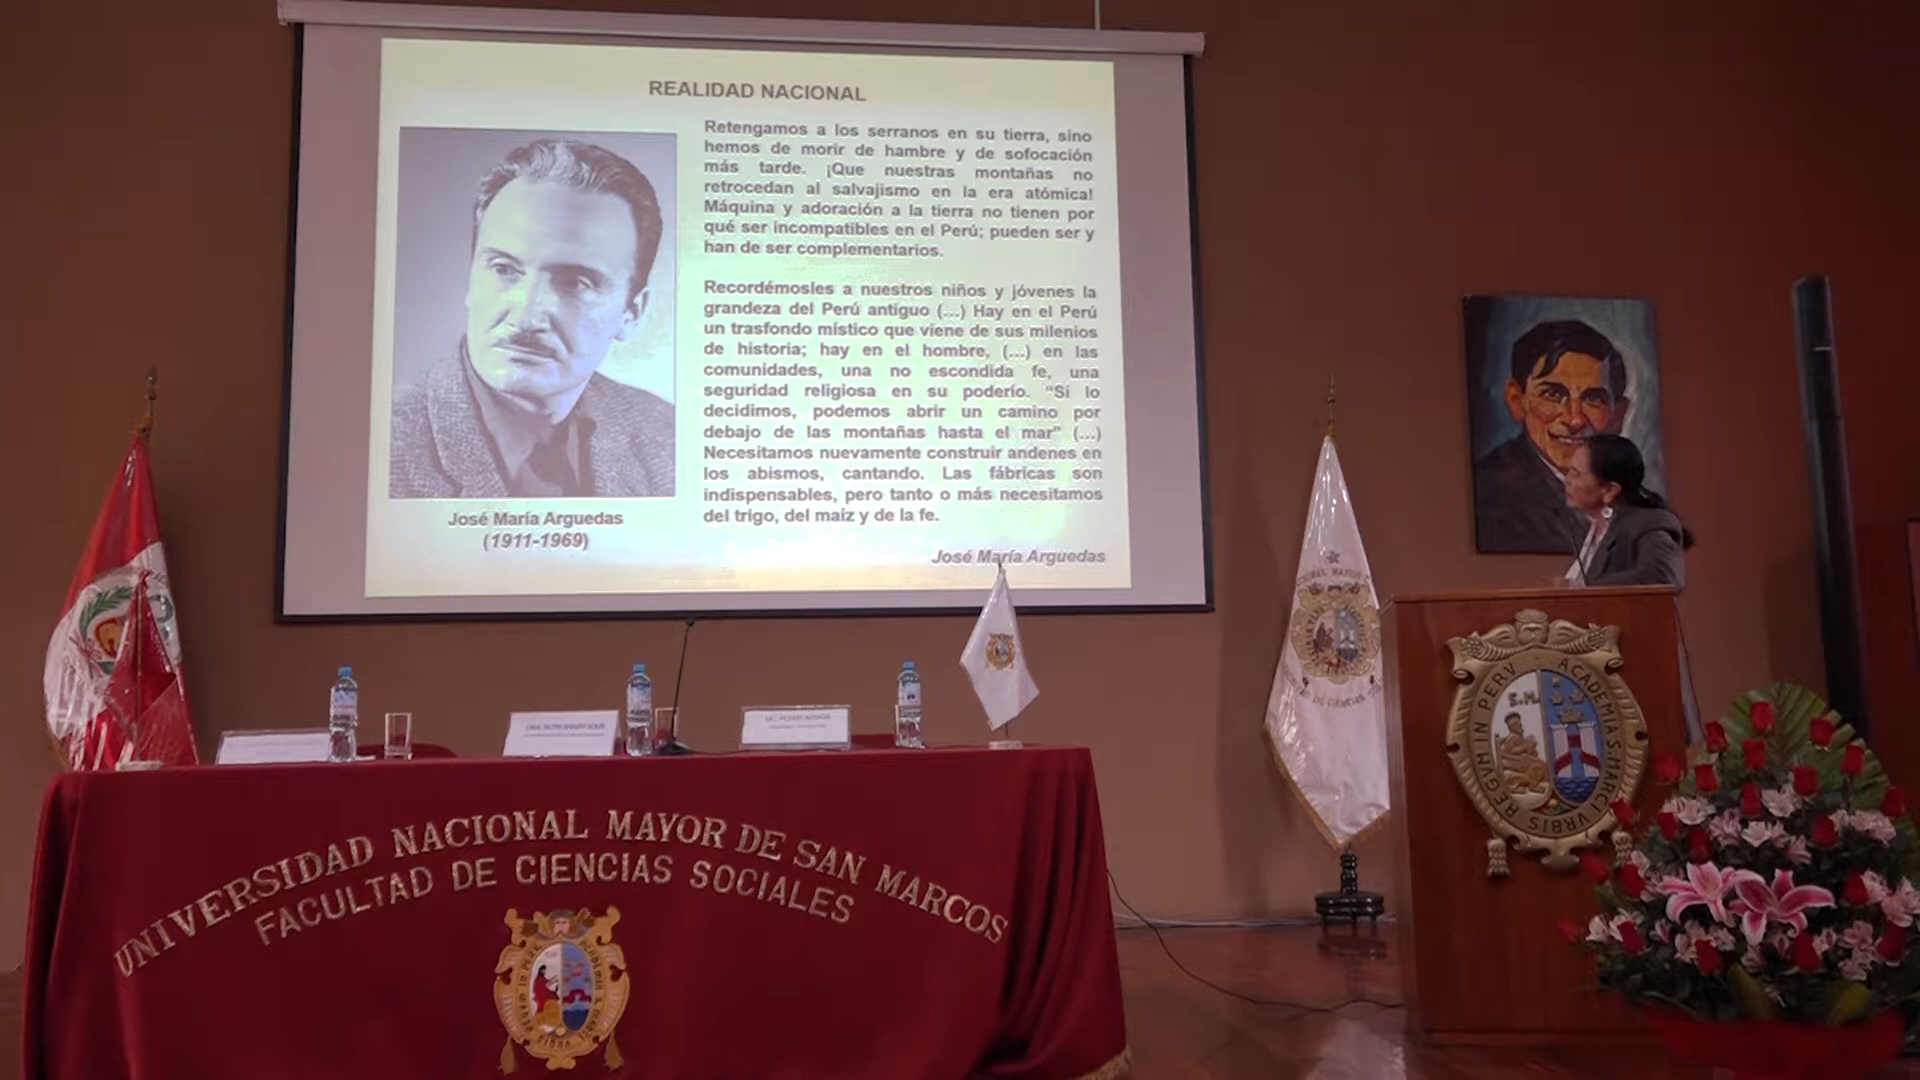 REALIDAD NACIONAL
Retengamos a los serranos en su tierra, sino
hemos de morir de hambre y de sofocación
más tarde. ¡Que nuestras montañas no
retrocedan al salvajismo en la era atómica!
Máquina y adoración a la tierra no tienen por
qué ser incompatibles en el Perú; pueden ser y
han de ser complementarios.
Recordémosles a nuestros niños y jóvenes la
grandeza del Perú antiguo (...) Hay en el Perú
un trasfondo místico que viene de sus milenios
de historia; hay en el hombre, (...) en las
comunidades, una no escondida fe, una
seguridad religiosa en su poderío. "Si lo
decidimos, podemos abrir un camino por
debajo de las montañas hasta el mar" (...)
Necesitamos nuevamente construir andenes en
los abismos, cantando. Las fábricas son
indispensables, pero tanto o más necesitamos
del trigo, del maíz y de la fe.
José María Arguedas
José María Arguedas
(1911-1969)
UNIVERSIDAD NACIONAL MAYOR DE SAN MARCOS
FACULTAD DE CIENCIAS SOCIALES
ACADEMIA S. MARCI VRBIS REGVM IN PERV